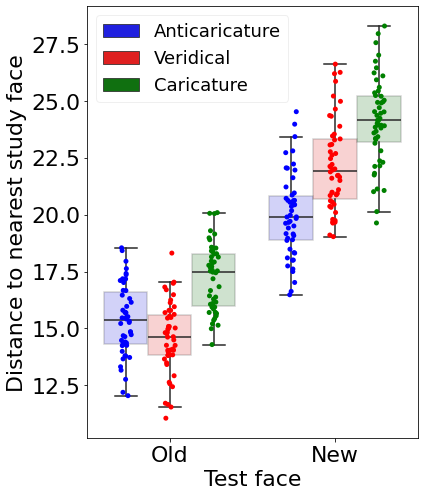 Anticaricature
Veridical
Caricature
Distance to nearest study face
27.5
25.0
22.5
20.0
17.5
15.0
12.5
Old New
Test face